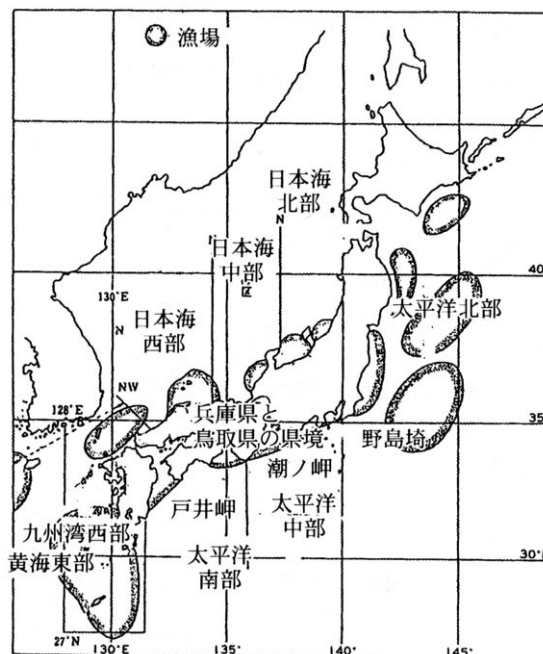 漁場
日本海
北部
N
日本海
中部
区
40
130°E
N
日本海
西部
太平洋北部
NW
128°E
35
兵庫県と
鳥取県の県境
野島埼
潮ノ岬
戸井岬
太平洋
中部
九州湾西部
黄海東部
太平洋
南部
30°
27°N
130°E
135°
140°
145°